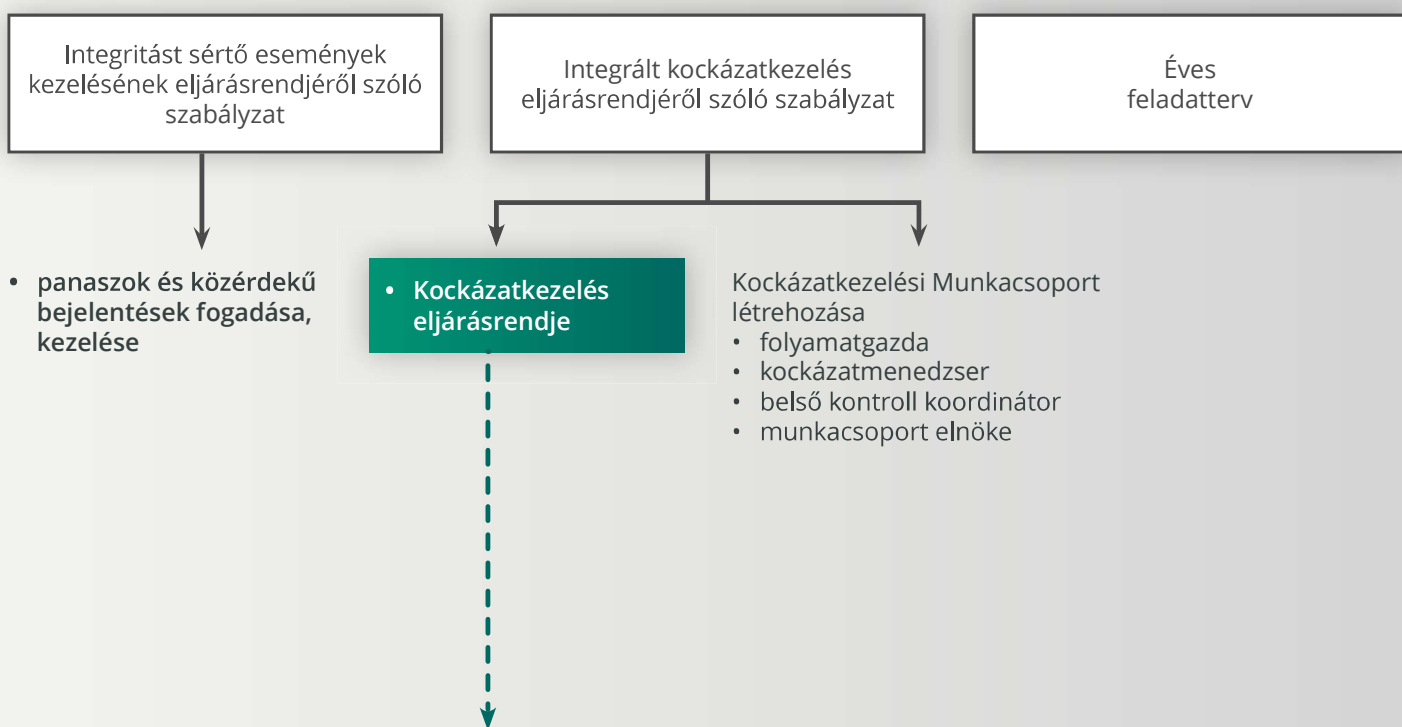 Integritást sértő események
kezelésének eljárásrendjéről szóló
szabályzat
Integrált kockázatkezelés
eljárásrendjéről szóló szabályzat
Éves
feladatterv
• panaszok és közérdekű
bejelentések fogadása,
kezelése
• Kockázatkezelés
eljárásrendje
Kockázatkezelési Munkacsoport
létrehozása
• folyamatgazda
• kockázatmenedzser
• belső kontroll koordinátor
• munkacsoport elnöke